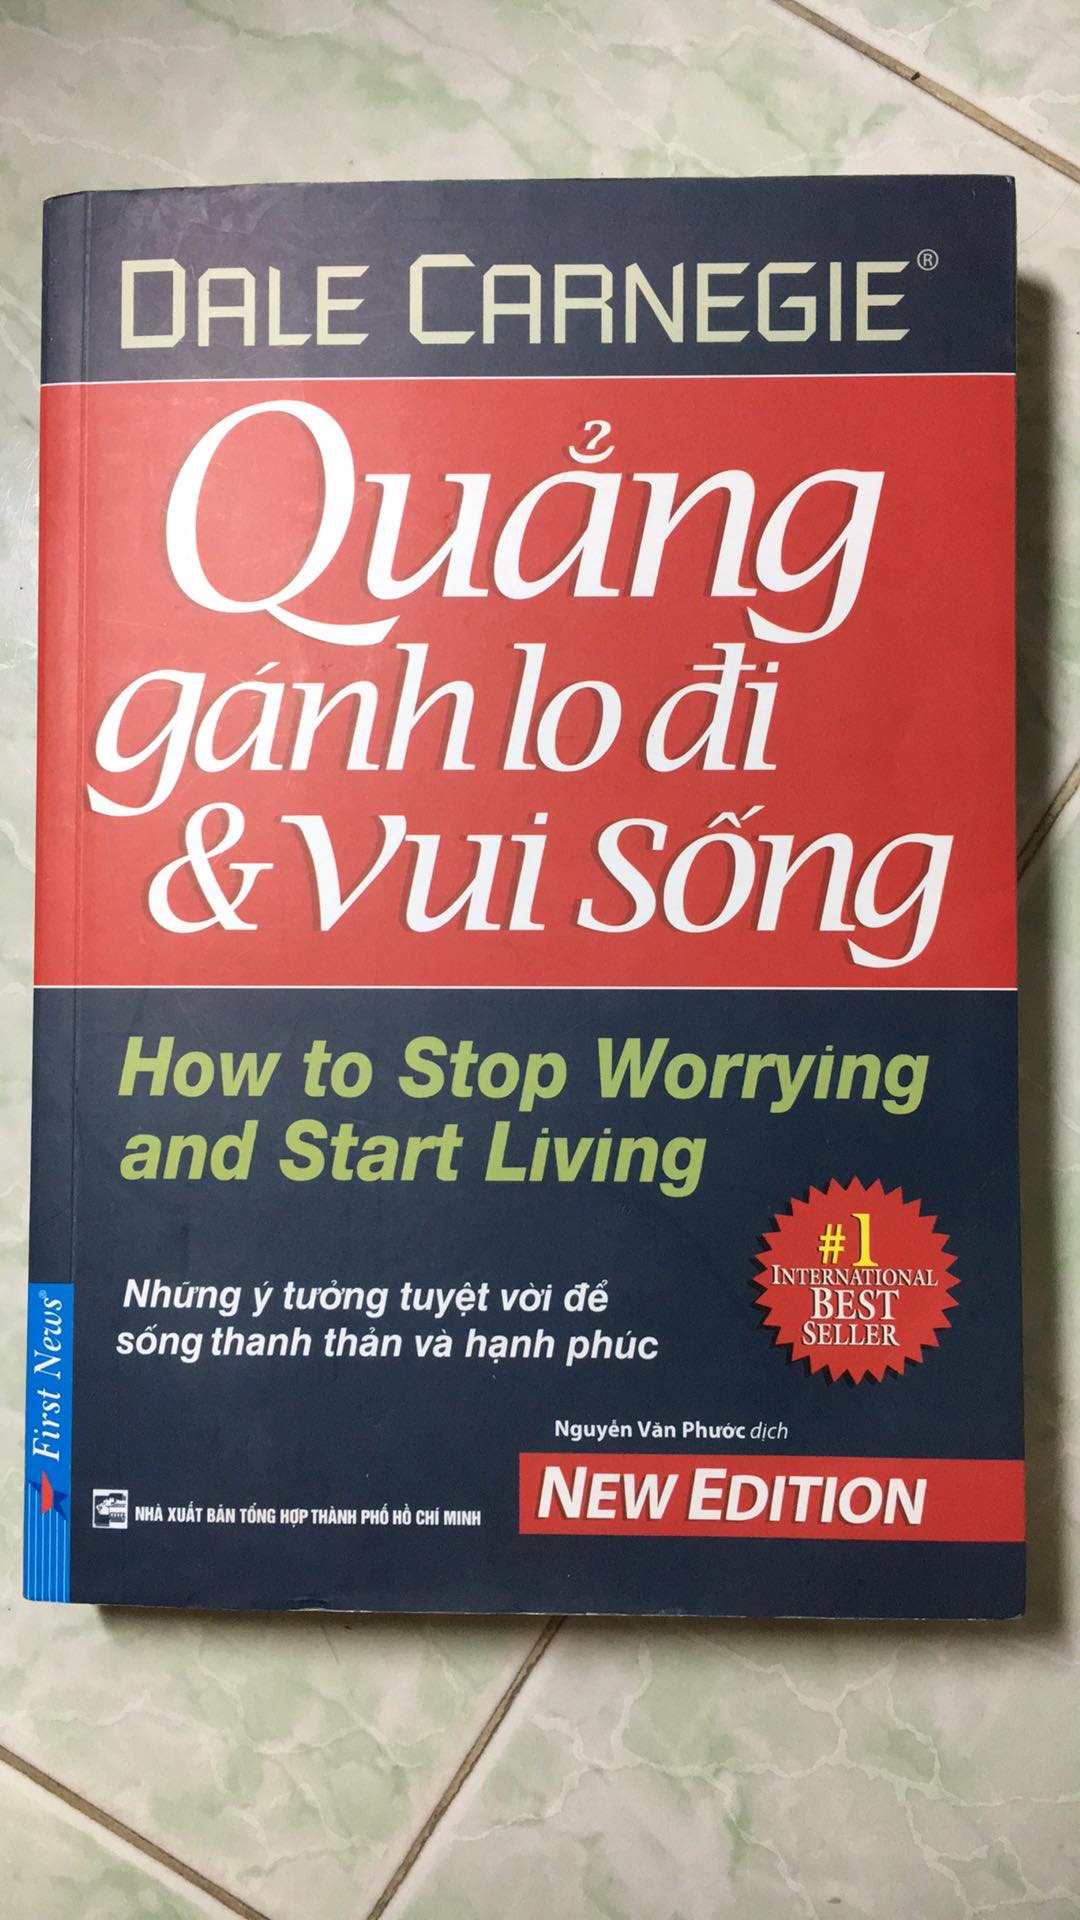 DALE CARNEGIE®
Quẳng
gánh lo đi
& vui sống
How to Stop Worrying
and Start Living
#1
INTERNATIONAL
BEST
SELLER
Những ý tưởng tuyệt vời để
sống thanh thản và hạnh phúc
Nguyễn Văn Phước dịch
NEW EDITION
First News®
NHÀ XUẤT BẢN TỔNG HỢP THÀNH PHỐ HỒ CHÍ MINH